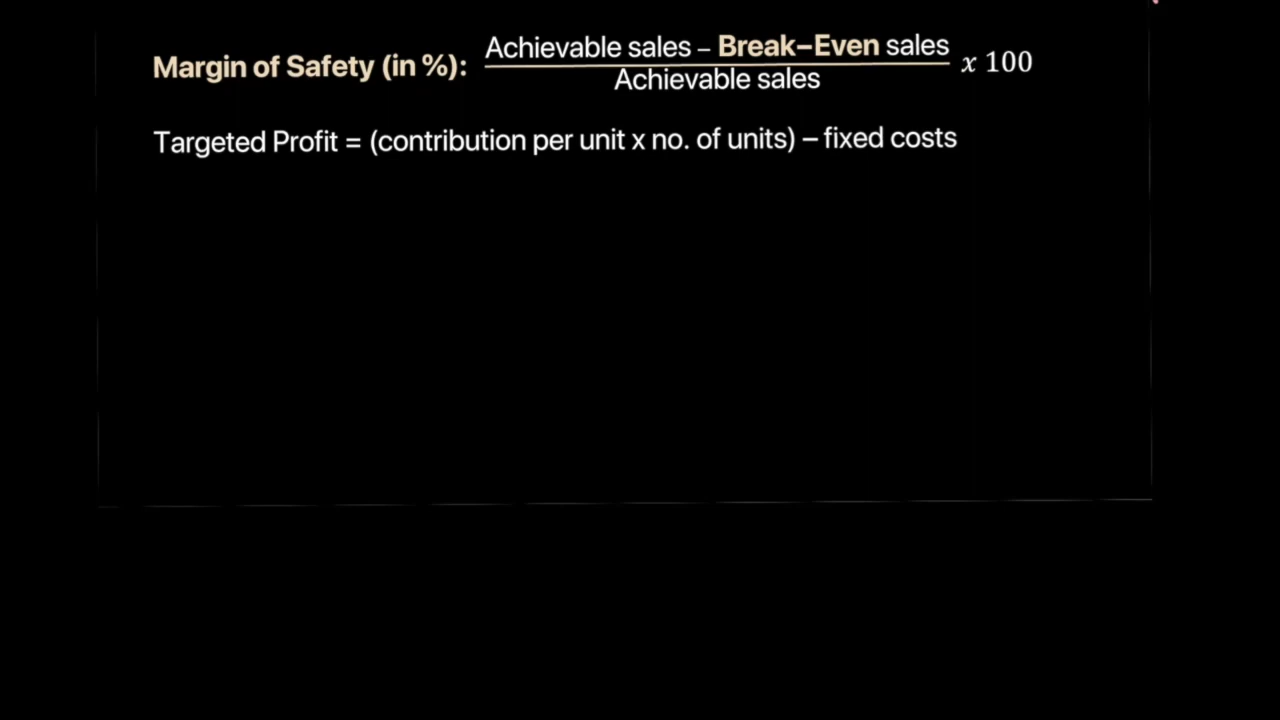 Margin of Safety (in %): Achievable sales – Break–Even sales x 100
Achievable sales
Targeted Profit = (contribution per unit x no. of units) – fixed costs